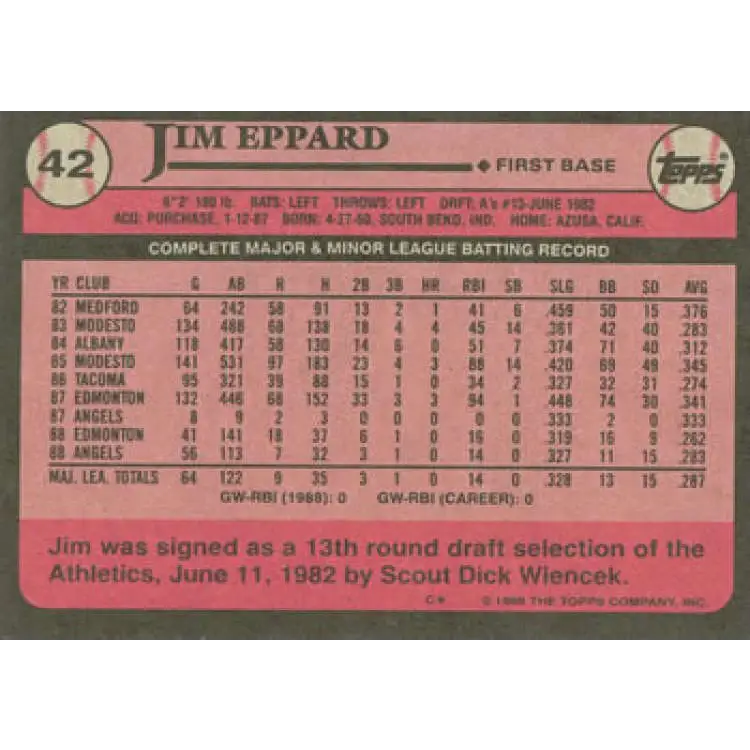 42
JIM EPPARD
FIRST BASE
TOPPS®
6'2" 180 lb. BATS: LEFT THROWS: LEFT DRFT: A's #13-JUNE 1982
ACQ: PURCHASE, 1-12-87 BORN: 4-27-60, SOUTH BEND, IND. HOME: AZUSA, CALIF.
COMPLETE MAJOR & MINOR LEAGUE BATTING RECORD
YR CLUB G AB R H 2B 3B HR RBI SB SLG BB SO AVG
82 MEDFORD 64 242 58 91 13 2 1 41 6 .459 50 15 .376
83 MODESTO 134 488 68 138 18 4 4 45 14 .361 42 40 .283
84 ALBANY 118 417 58 130 14 6 0 51 7 .374 71 40 .312
85 MODESTO 141 531 97 183 23 4 3 88 14 .420 69 49 .345
86 TACOMA 95 321 39 88 15 1 0 34 2 .327 32 31 .274
87 EDMONTON 132 446 68 152 33 3 3 94 1 .448 74 30 .341
87 ANGELS 8 9 2 3 0 0 0 0 0 .333 2 0 .333
88 EDMONTON 41 141 18 37 6 1 0 16 0 .319 16 9 .262
88 ANGELS 56 113 7 32 3 1 0 14 0 .327 11 15 .283
MAJ. LEA. TOTALS 64 122 9 35 3 1 0 14 0 .328 13 15 .287
GW-RBI (1988): 0 GW-RBI (CAREER): 0
Jim was signed as a 13th round draft selection of the
Athletics, June 11, 1982 by Scout Dick Wiencek.
C* © 1988 THE TOPPS COMPANY, INC.